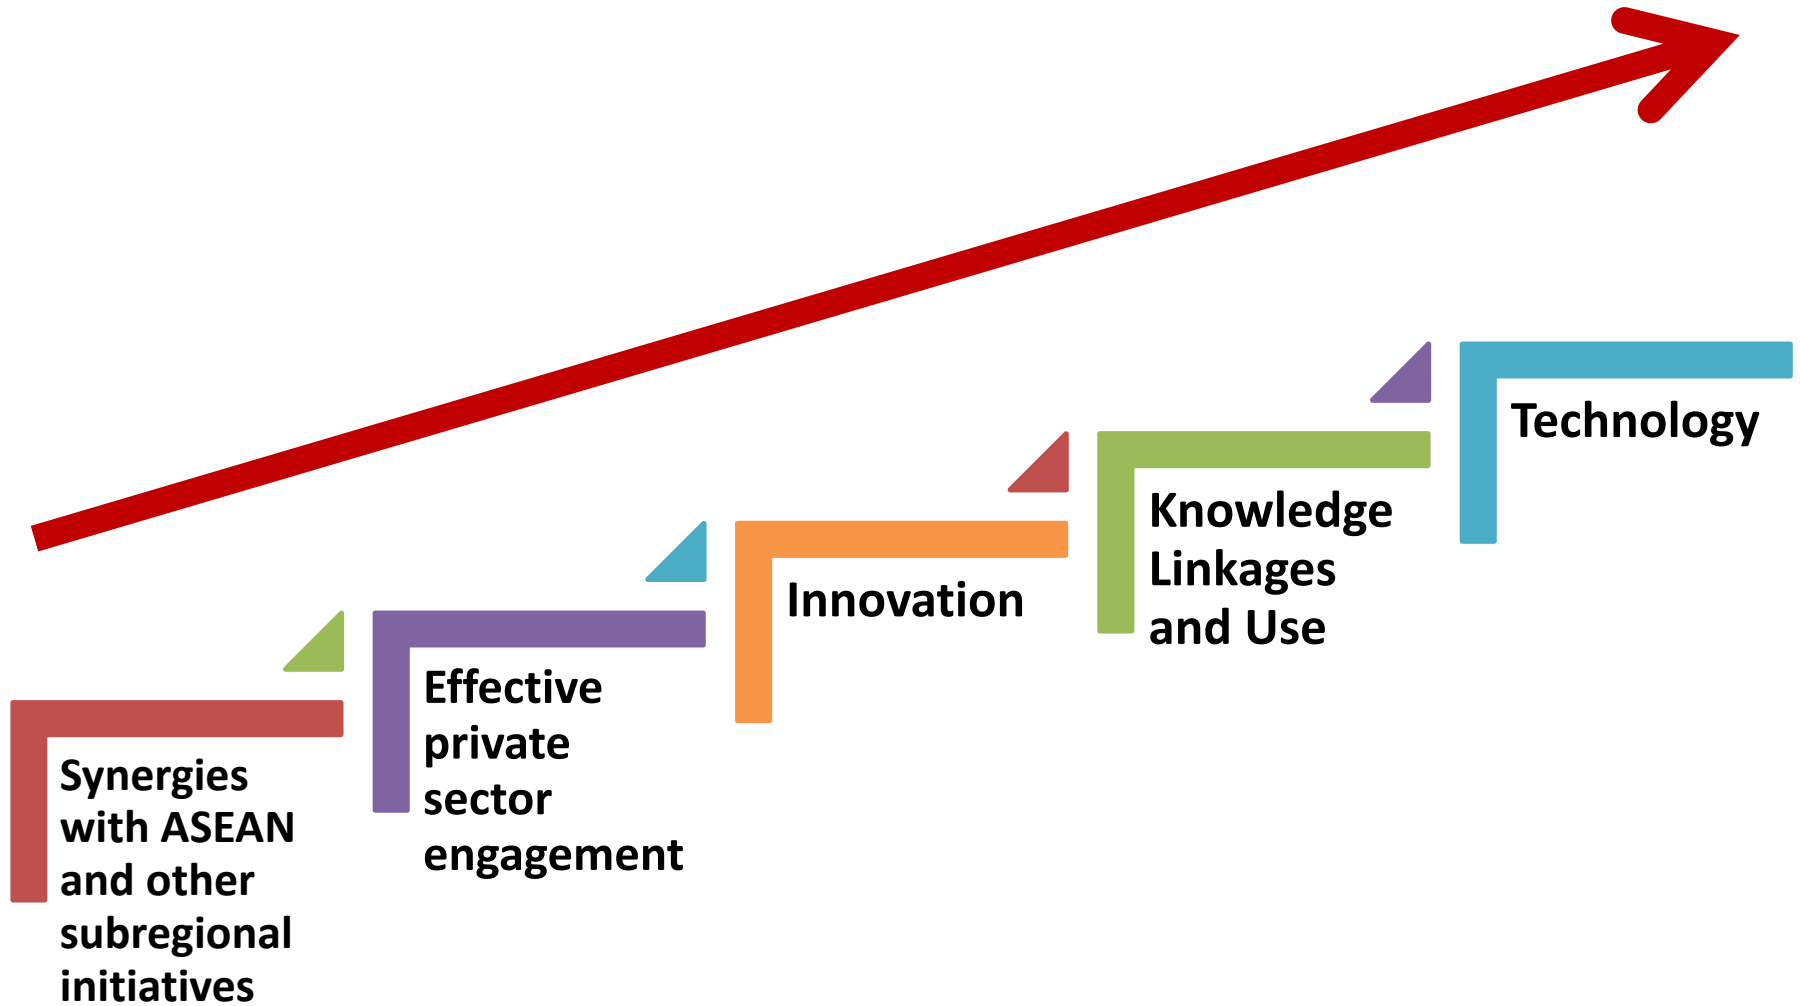 Synergies
with ASEAN
and other
subregional
initiatives
Effective
private
sector
engagement
Innovation
Knowledge
Linkages
and Use
Technology